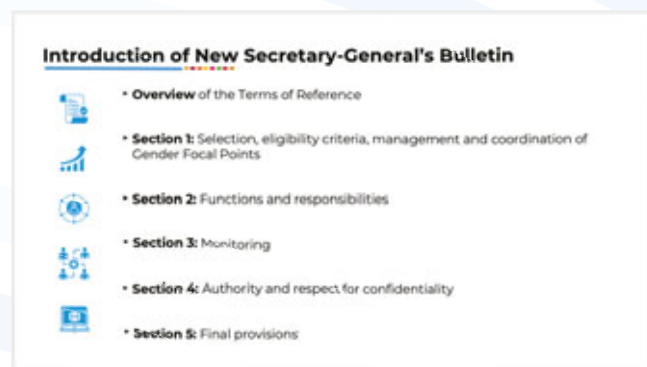 Introduction of New Secretary-General's Bulletin
• Overview of the Terms of Reference
• Section 1: Selection, eligibility criteria, management and coordination of
Gender Focal Points
• Section 2: Functions and responsibilities
• Section 3: Monitoring
• Section 4: Authority and respect for confidentiality
• Section 5: Final provisions